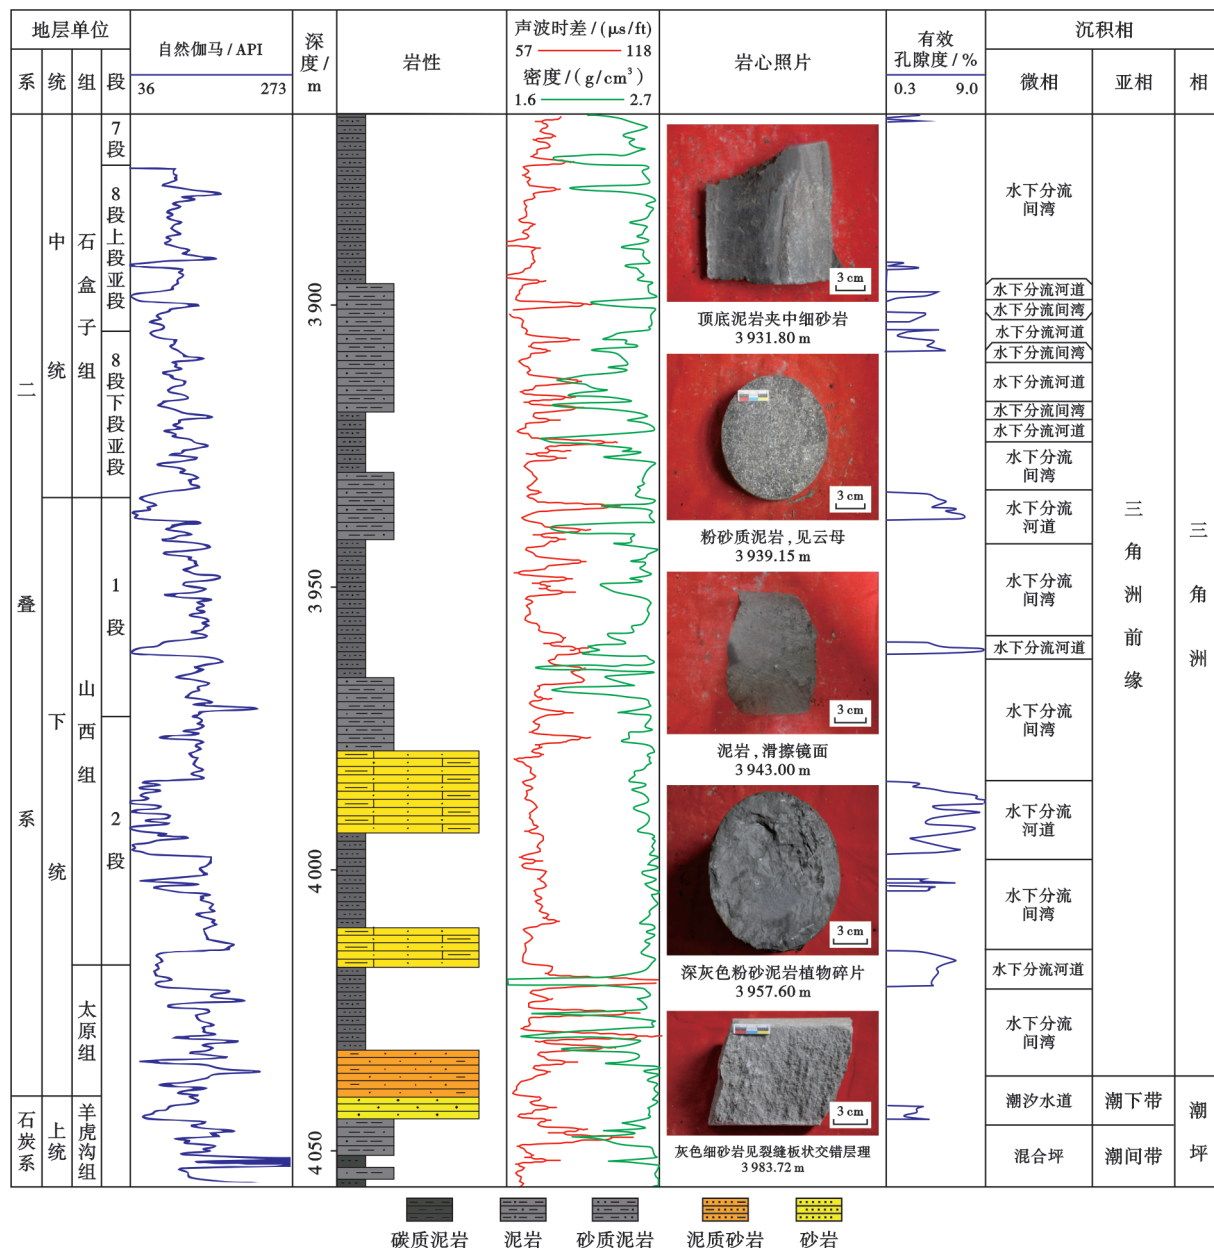 地层单位
系
统
组
段
自然伽马 / API
36 273
深度 / m
岩性
声波时差 / (μs/ft)
57 118
密度 / (g/cm³)
1.6 2.7
岩心照片
有效
孔隙度 / %
0.3 9.0
沉积相
微相
亚相
相
二叠系
石炭系
中统
下统
上统
石盒子组
山西组
太原组
羊虎沟组
7段
8段上段亚段
8段下段亚段
1段
2段
3 900
3 950
4 000
4 050
3 cm
顶底泥岩夹中细砂岩
3 931.80 m
3 cm
粉砂质泥岩,见云母
3 939.15 m
3 cm
泥岩,滑擦镜面
3 943.00 m
3 cm
深灰色粉砂泥岩植物碎片
3 957.60 m
3 cm
灰色细砂岩见裂缝板状交错层理
3 983.72 m
水下分流
间湾
水下分流河道
水下分流间湾
水下分流河道
水下分流间湾
水下分流河道
水下分流间湾
水下分流河道
水下分流
间湾
水下分流
河道
水下分流
间湾
水下分流河道
水下分流
间湾
水下分流
河道
水下分流
间湾
水下分流河道
水下分流
间湾
潮汐水道
混合坪
三角洲前缘
潮下带
潮间带
三角洲
潮坪
碳质泥岩
泥岩
砂质泥岩
泥质砂岩
砂岩